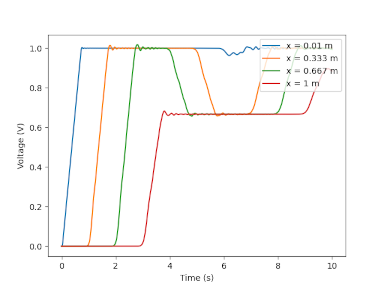 x = 0.01 m
x = 0.333 m
x = 0.667 m
x = 1 m
1.0
0.8
0.6
0.4
0.2
0.0
Voltage (V)
0 2 4 6 8 10
Time (s)